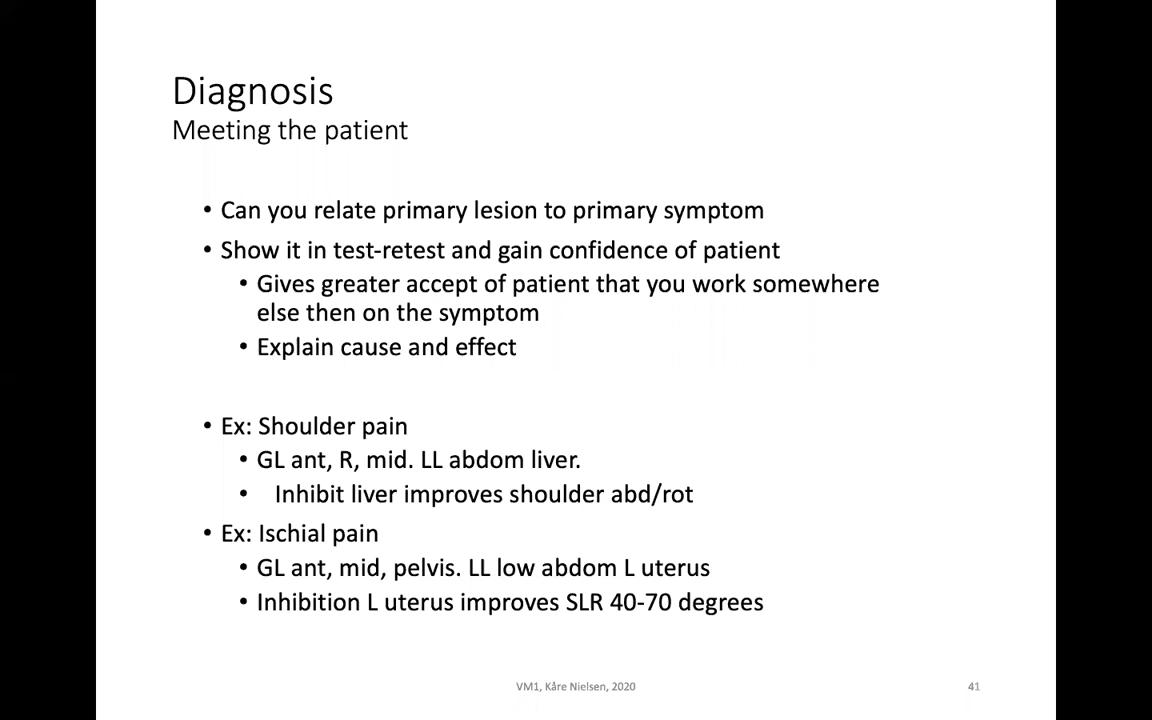 Diagnosis
Meeting the patient
• Can you relate primary lesion to primary symptom
• Show it in test-retest and gain confidence of patient
• Gives greater accept of patient that you work somewhere
else then on the symptom
• Explain cause and effect
• Ex: Shoulder pain
• GL ant, R, mid. LL abdom liver.
• Inhibit liver improves shoulder abd/rot
• Ex: Ischial pain
• GL ant, mid, pelvis. LL low abdom L uterus
• Inhibition L uterus improves SLR 40-70 degrees
VM1, Kåre Nielsen, 2020
41